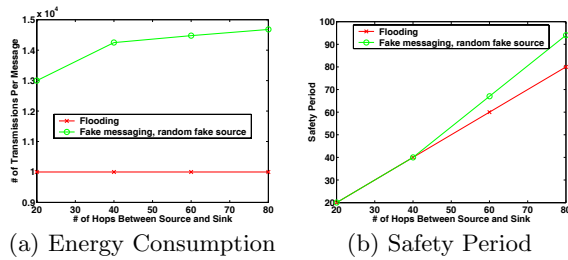 x 10^4
1.5
1.4
1.3
1.2
1.1
1
0.9
# of Transmissions Per Message
Flooding
Fake messaging, random fake source
20 30 40 50 60 70 80
# of Hops Between Source and Sink
(a) Energy Consumption
100
90
80
70
60
50
40
30
20
Safety Period
Flooding
Fake messaging, random fake source
20 30 40 50 60 70 80
# of Hops Between Source and Sink
(b) Safety Period